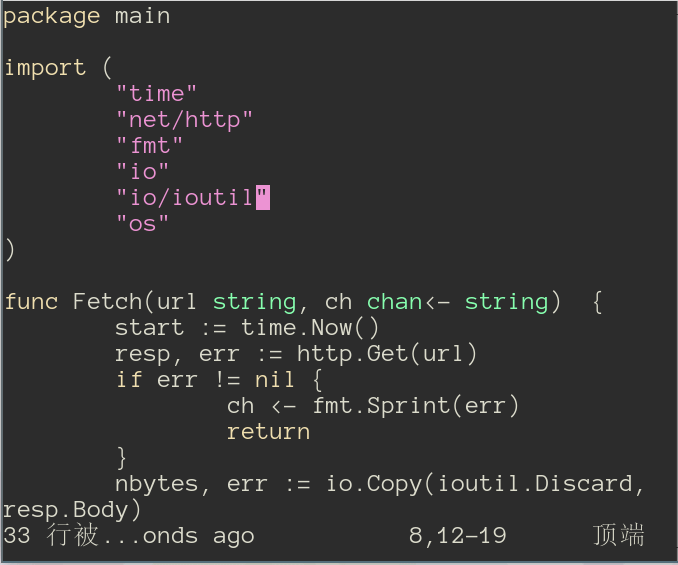 package main
import (
"time"
"net/http"
"fmt"
"io"
"io/ioutil"
"os"
)
func Fetch(url string, ch chan<- string)  {
start := time.Now()
resp, err := http.Get(url)
if err != nil {
ch <- fmt.Sprint(err)
return
}
nbytes, err := io.Copy(ioutil.Discard,
resp.Body)
33 行被...onds ago 8,12-19 顶端